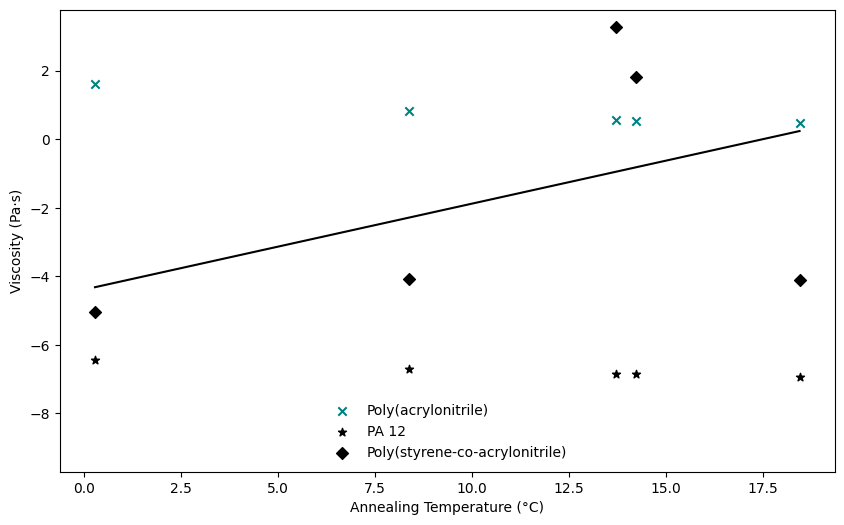 2
0
−2
−4
−6
−8
Viscosity (Pa·s)
Poly(acrylonitrile)
PA 12
Poly(styrene-co-acrylonitrile)
0.0 2.5 5.0 7.5 10.0 12.5 15.0 17.5
Annealing Temperature (°C)